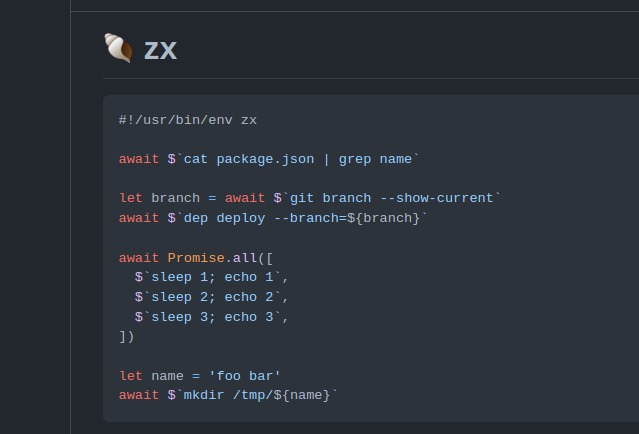 zx
#!/usr/bin/env zx
await $`cat package.json | grep name`
let branch = await $`git branch --show-current`
await $`dep deploy --branch=${branch}`
await Promise.all([
  $`sleep 1; echo 1`,
  $`sleep 2; echo 2`,
  $`sleep 3; echo 3`,
])
let name = 'foo bar'
await $`mkdir /tmp/${name}`